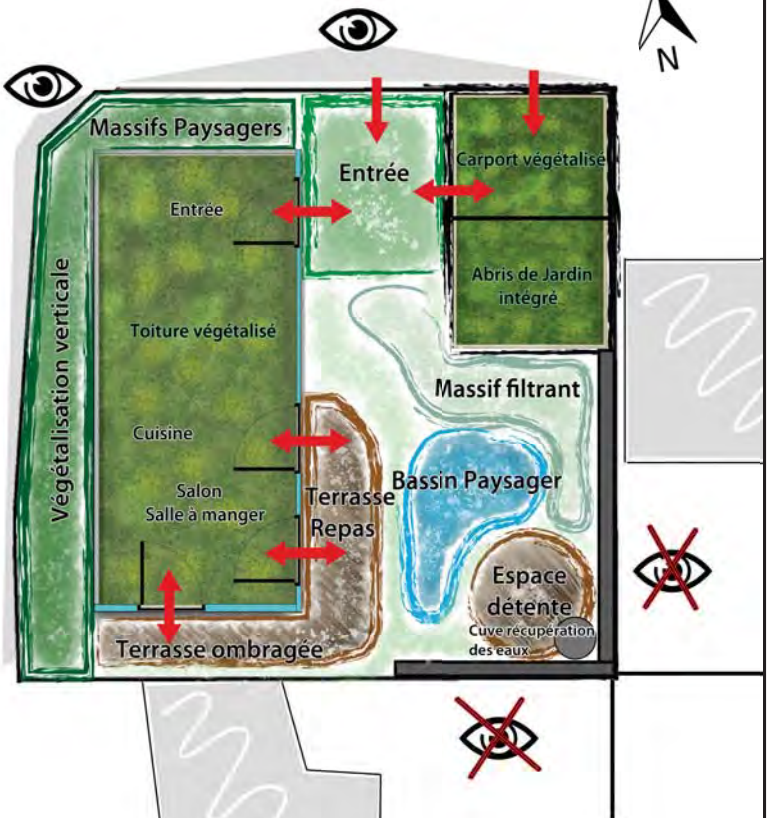 N
Massifs Paysagers
Entrée
Carport végétalisé
Entrée
Abris de Jardin
intégré
Végétalisation verticale
Toiture végétalisé
Massif filtrant
Cuisine
Bassin Paysager
Salon
Salle à manger
Terrasse
Repas
Espace
détente
Cuve récupération
des eaux
Terrasse ombragée